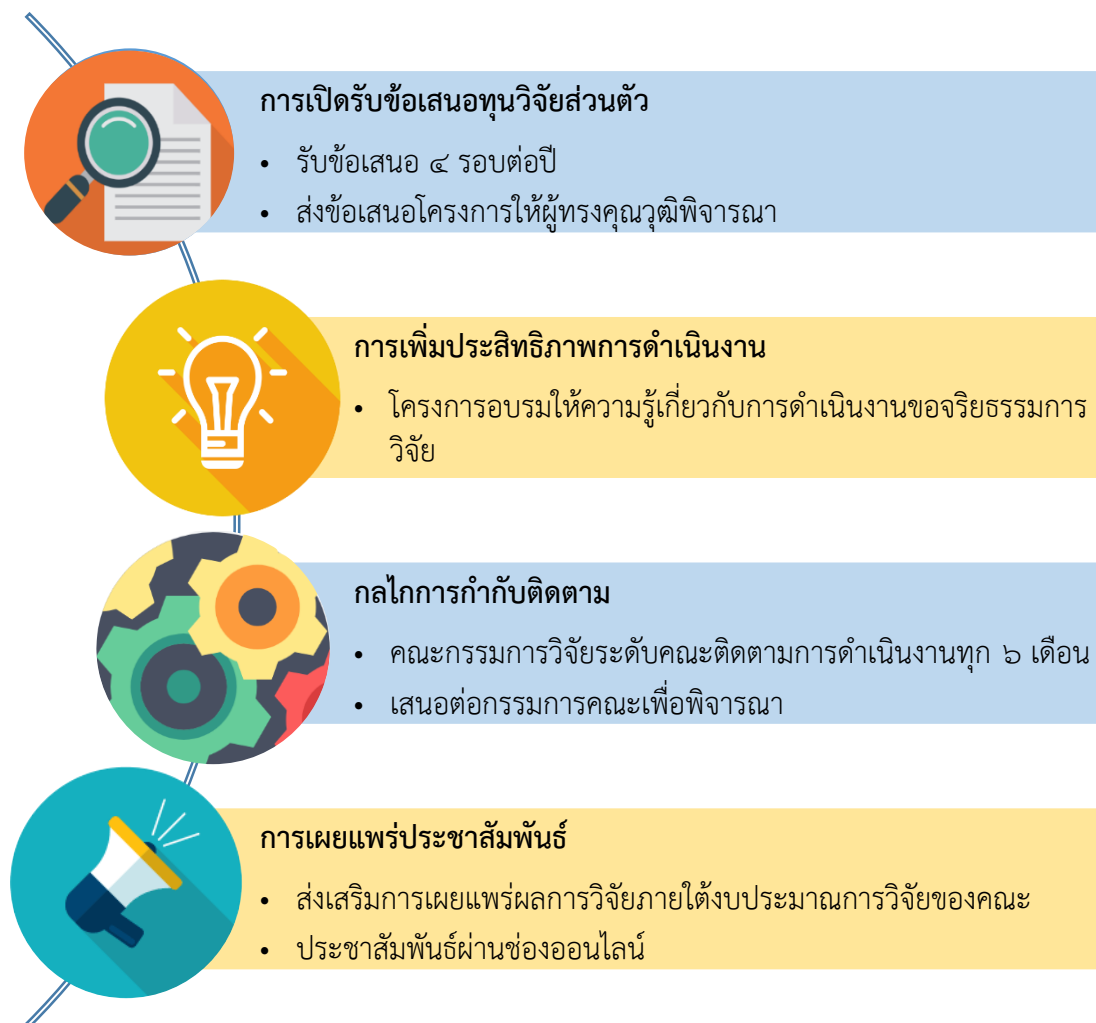 การเปิดรับข้อเสนอทุนวิจัยส่วนตัว
• รับข้อเสนอ ๔ รอบต่อปี
• ส่งข้อเสนอโครงการให้ผู้ทรงคุณวุฒิพิจารณา
การเพิ่มประสิทธิภาพการดำเนินงาน
• โครงการอบรมให้ความรู้เกี่ยวกับการดำเนินงานขอจริยธรรมการ
วิจัย
กลไกการกำกับติดตาม
• คณะกรรมการวิจัยระดับคณะติดตามการดำเนินงานทุก ๖ เดือน
• เสนอต่อกรรมการคณะเพื่อพิจารณา
การเผยแพร่ประชาสัมพันธ์
• ส่งเสริมการเผยแพร่ผลการวิจัยภายใต้งบประมาณการวิจัยของคณะ
• ประชาสัมพันธ์ผ่านช่องออนไลน์